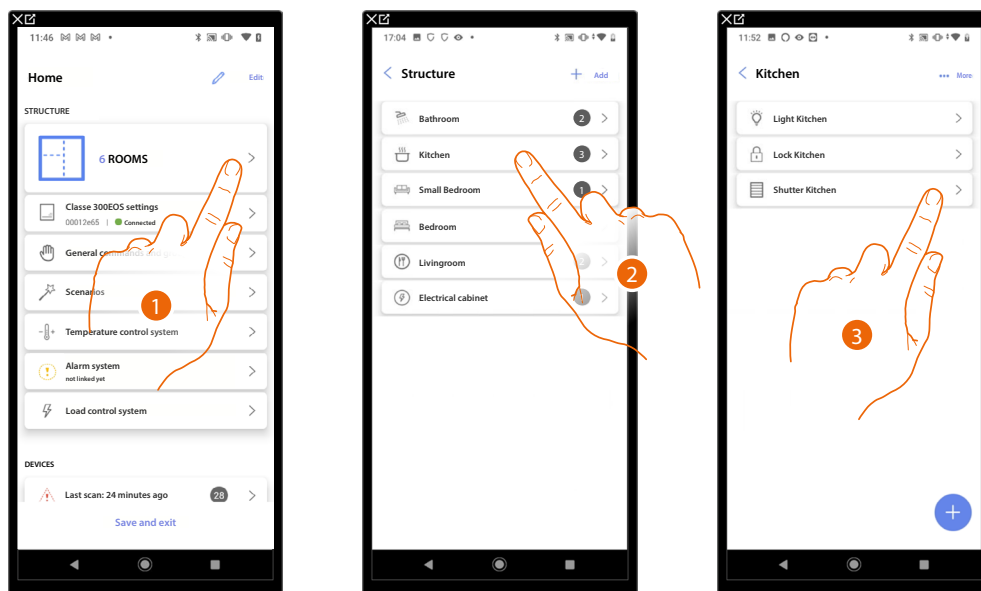 11:46
Home
Edit
STRUCTURE
6 ROOMS
Classe 300EOS settings
00012e65 | Connected
General commands
Scenarios
Temperature control system
Alarm system
not linked yet
Load control system
DEVICES
Last scan: 24 minutes ago
28
Save and exit
1
17:04
Structure
+ Add
Bathroom
2
Kitchen
3
Small Bedroom
1
Bedroom
Livingroom
2
Electrical cabinet
2
11:52
Kitchen
••• More
Light Kitchen
Lock Kitchen
Shutter Kitchen
3
+